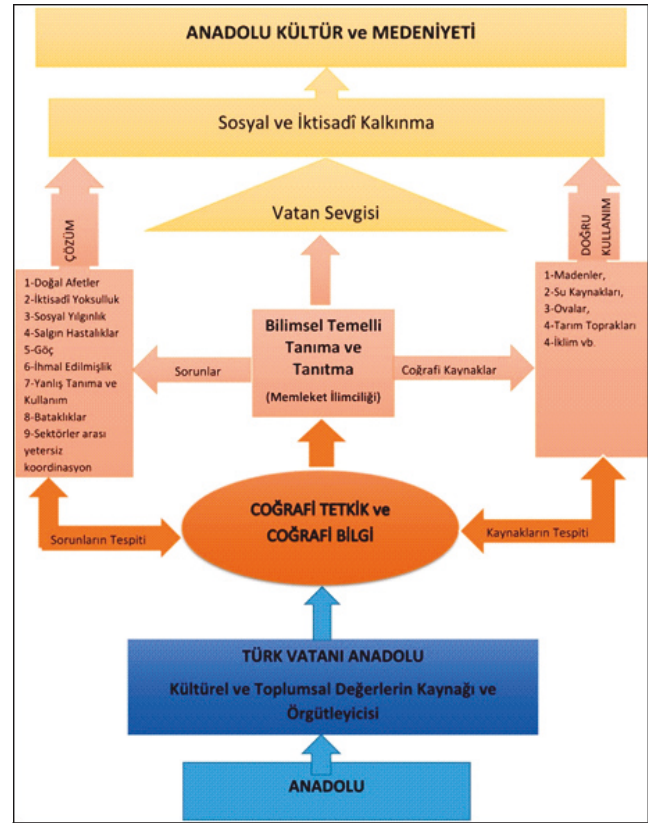 ANADOLU KÜLTÜR ve MEDENİYETİ
Sosyal ve İktisadî Kalkınma
Vatan Sevgisi
ÇÖZÜM
DOĞRU
KULLANIM
1-Doğal Afetler
2-İktisadî Yoksulluk
3-Sosyal Yılgınlık
4-Salgın Hastalıklar
5-Göç
6-İhmal Edilmişlik
7-Yanlış Tanıma ve
Kullanım
8-Bataklıklar
9-Sektörler arası
yetersiz
koordinasyon
Sorunlar
Bilimsel Temelli
Tanıma ve
Tanıtma
(Memleket İlimciliği)
Coğrafi Kaynaklar
1-Madenler,
2-Su Kaynakları,
3-Ovalar,
4-Tarım Toprakları
4-İklim vb.
Sorunların Tespiti
COĞRAFİ TETKİK ve
COĞRAFİ BİLGİ
Kaynakların Tespiti
TÜRK VATANI ANADOLU
Kültürel ve Toplumsal Değerlerin Kaynağı ve
Örgütleyicisi
ANADOLU